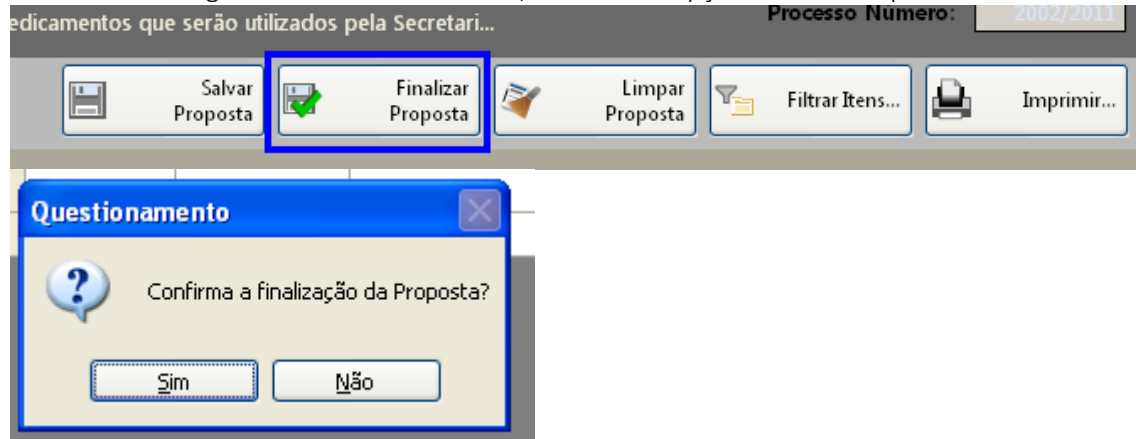 edicamentos que serão utilizados pela Secretari...
Processo Número: 2002/2011
Salvar
Proposta
Finalizar
Proposta
Limpar
Proposta
Filtrar Itens...
Imprimir...
Questionamento
Confirma a finalização da Proposta?
Sim
Não